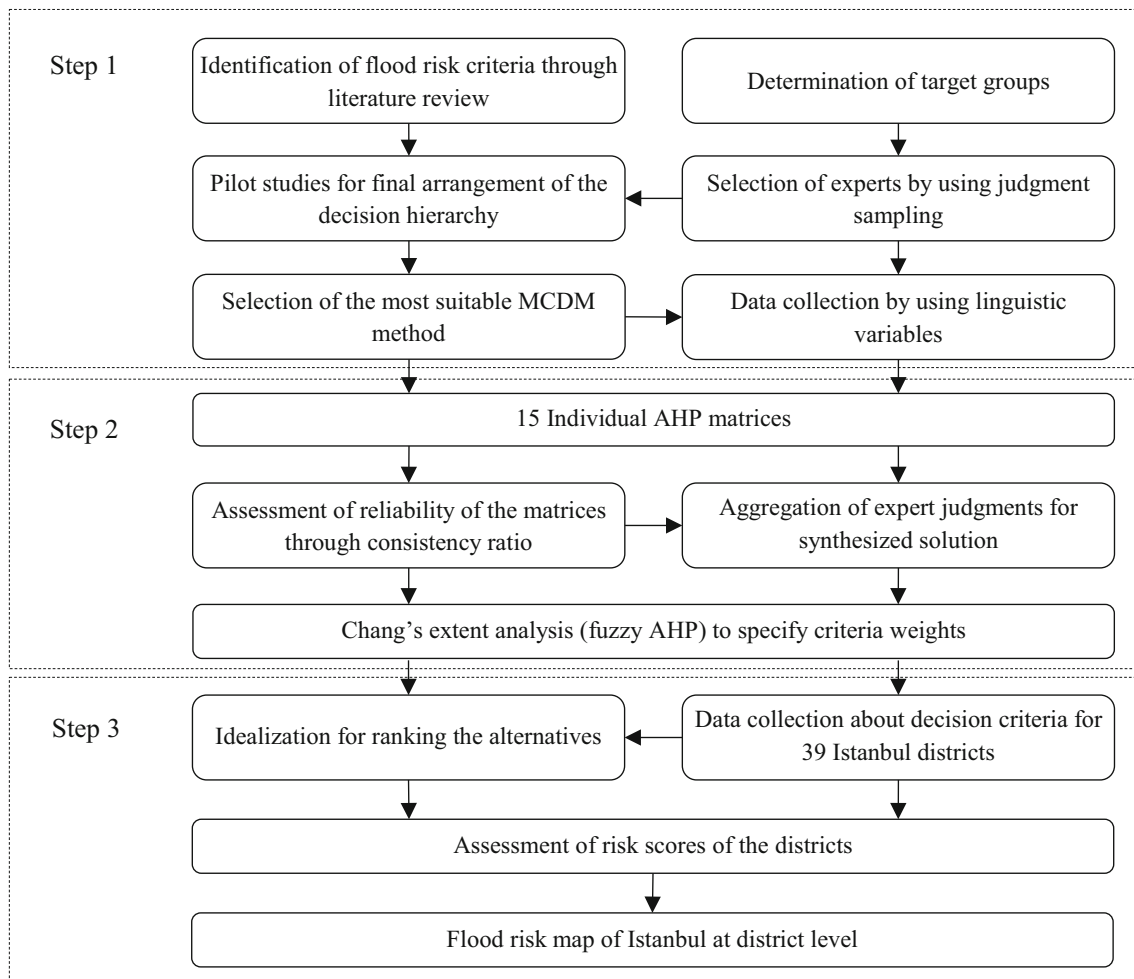 Step 1
Identification of flood risk criteria through
literature review
Determination of target groups
Pilot studies for final arrangement of the
decision hierarchy
Selection of experts by using judgment
sampling
Selection of the most suitable MCDM
method
Data collection by using linguistic
variables
Step 2
15 Individual AHP matrices
Assessment of reliability of the matrices
through consistency ratio
Aggregation of expert judgments for
synthesized solution
Chang’s extent analysis (fuzzy AHP) to specify criteria weights
Step 3
Idealization for ranking the alternatives
Data collection about decision criteria for
39 Istanbul districts
Assessment of risk scores of the districts
Flood risk map of Istanbul at district level